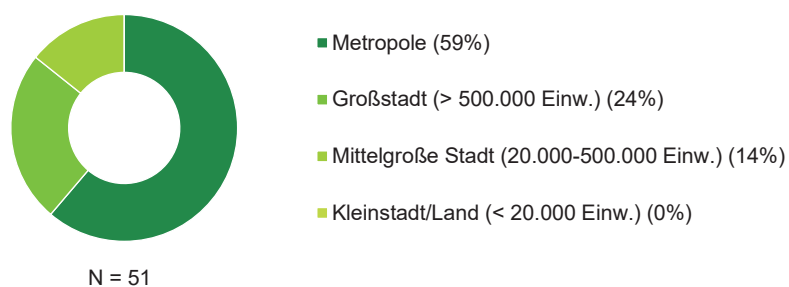 Metropole (59%)
Großstadt (> 500.000 Einw.) (24%)
Mittelgroße Stadt (20.000-500.000 Einw.) (14%)
Kleinstadt/Land (< 20.000 Einw.) (0%)
N = 51